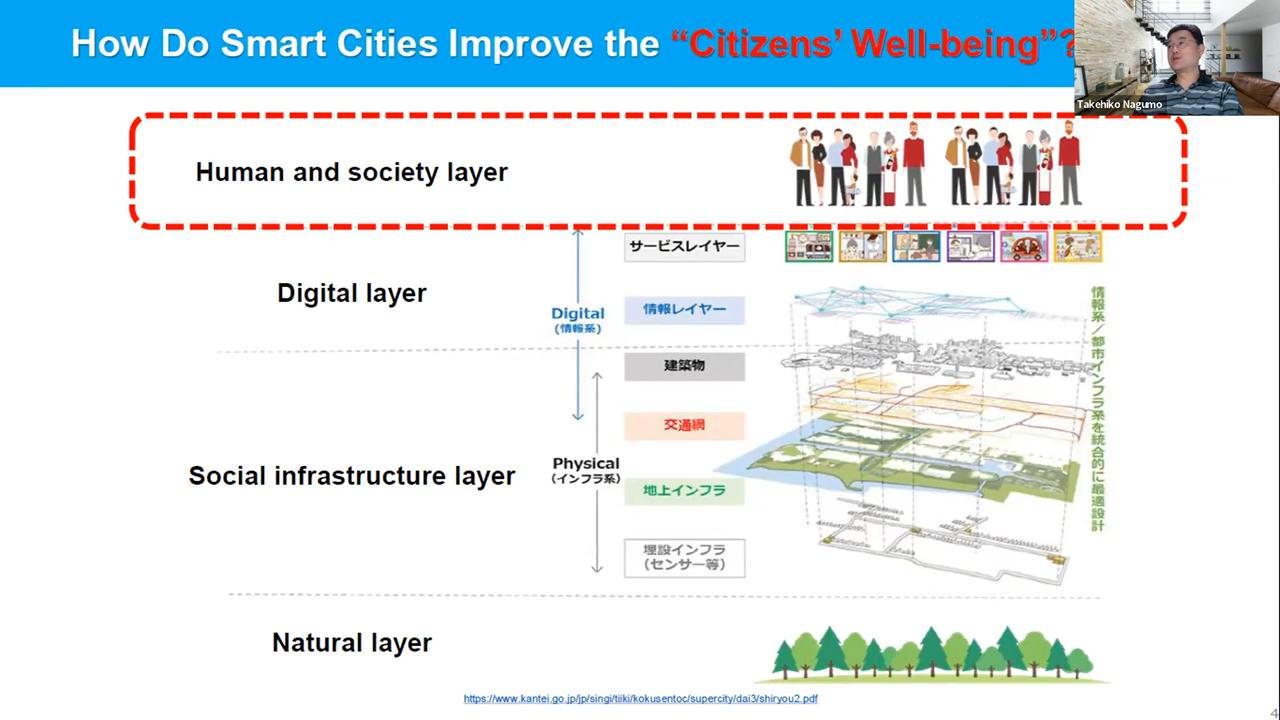 How Do Smart Cities Improve the “Citizens’ Well-being”?
Takehiko Nagumo
Human and society layer
サービスレイヤー
Digital layer
Digital
(情報系)
情報レイヤー
建築物
交通網
Social infrastructure layer
Physical
(インフラ系)
地上インフラ
埋設インフラ
(センサー等)
情報系／都市インフラ系を統合的に最適設計
Natural layer
https://www.kantei.go.jp/jp/singi/tiiki/kokusentoc/supercity/dai3/shiryou2.pdf
4